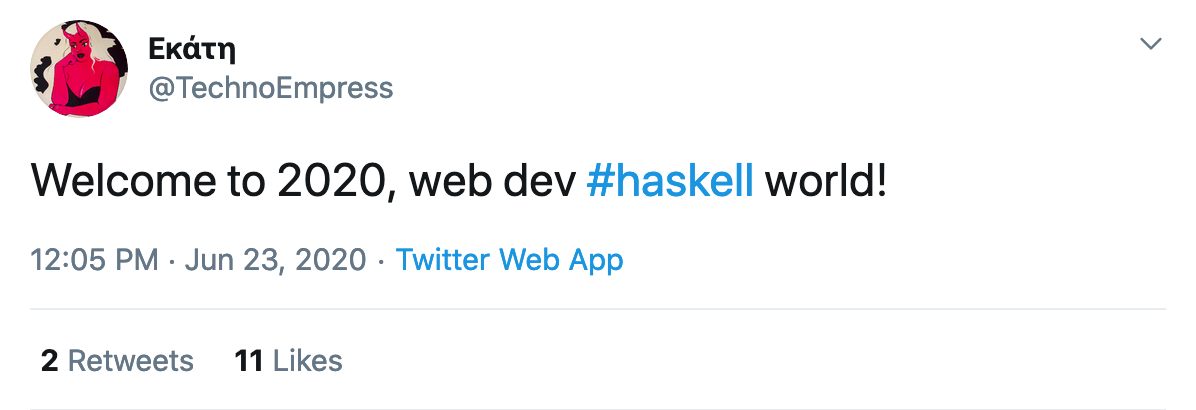 Εκάτη
@TechnoEmpress
Welcome to 2020, web dev #haskell world!
12:05 PM · Jun 23, 2020 · Twitter Web App
2 Retweets 11 Likes